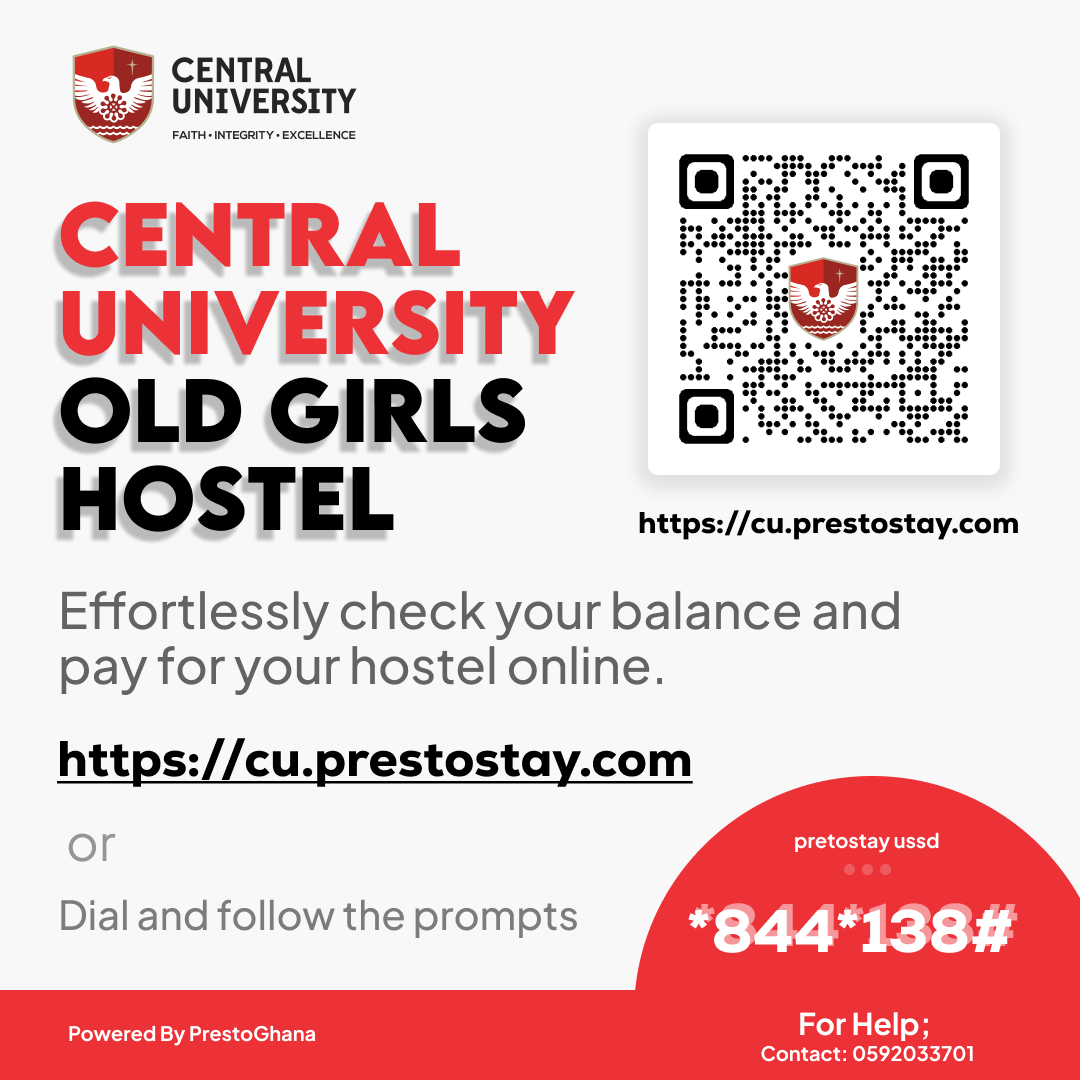 CENTRAL
UNIVERSITY
FAITH • INTEGRITY • EXCELLENCE
CENTRAL
UNIVERSITY
OLD GIRLS
HOSTEL
https://cu.prestostay.com
Effortlessly check your balance and
pay for your hostel online.
https://cu.prestostay.com
or
Dial and follow the prompts
pretostay ussd
*844*138#
Powered By PrestoGhana
For Help;
Contact: 0592033701